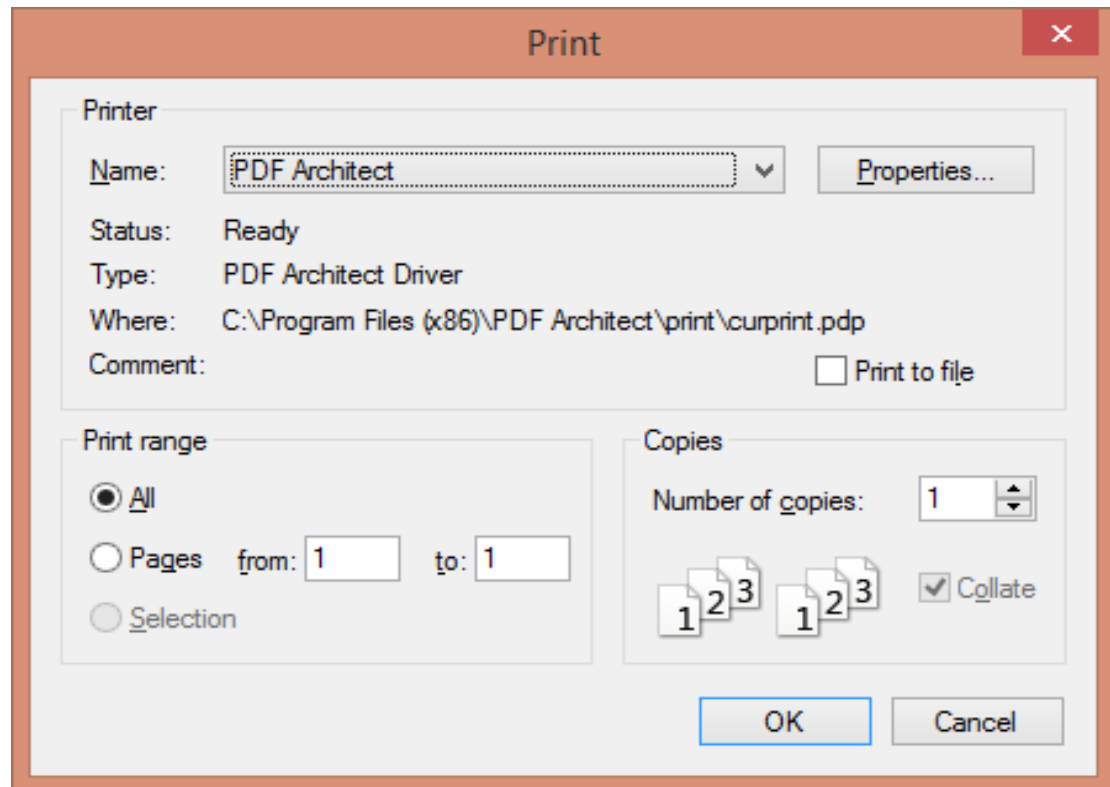 Print
Printer
Name: PDF Architect Properties...
Status: Ready
Type: PDF Architect Driver
Where: C:\Program Files (x86)\PDF Architect\print\curprint.pdp
Comment:
Print to file
Print range
All
Pages from: 1 to: 1
Selection
Copies
Number of copies: 1
1 2 3 1 2 3
Collate
OK Cancel